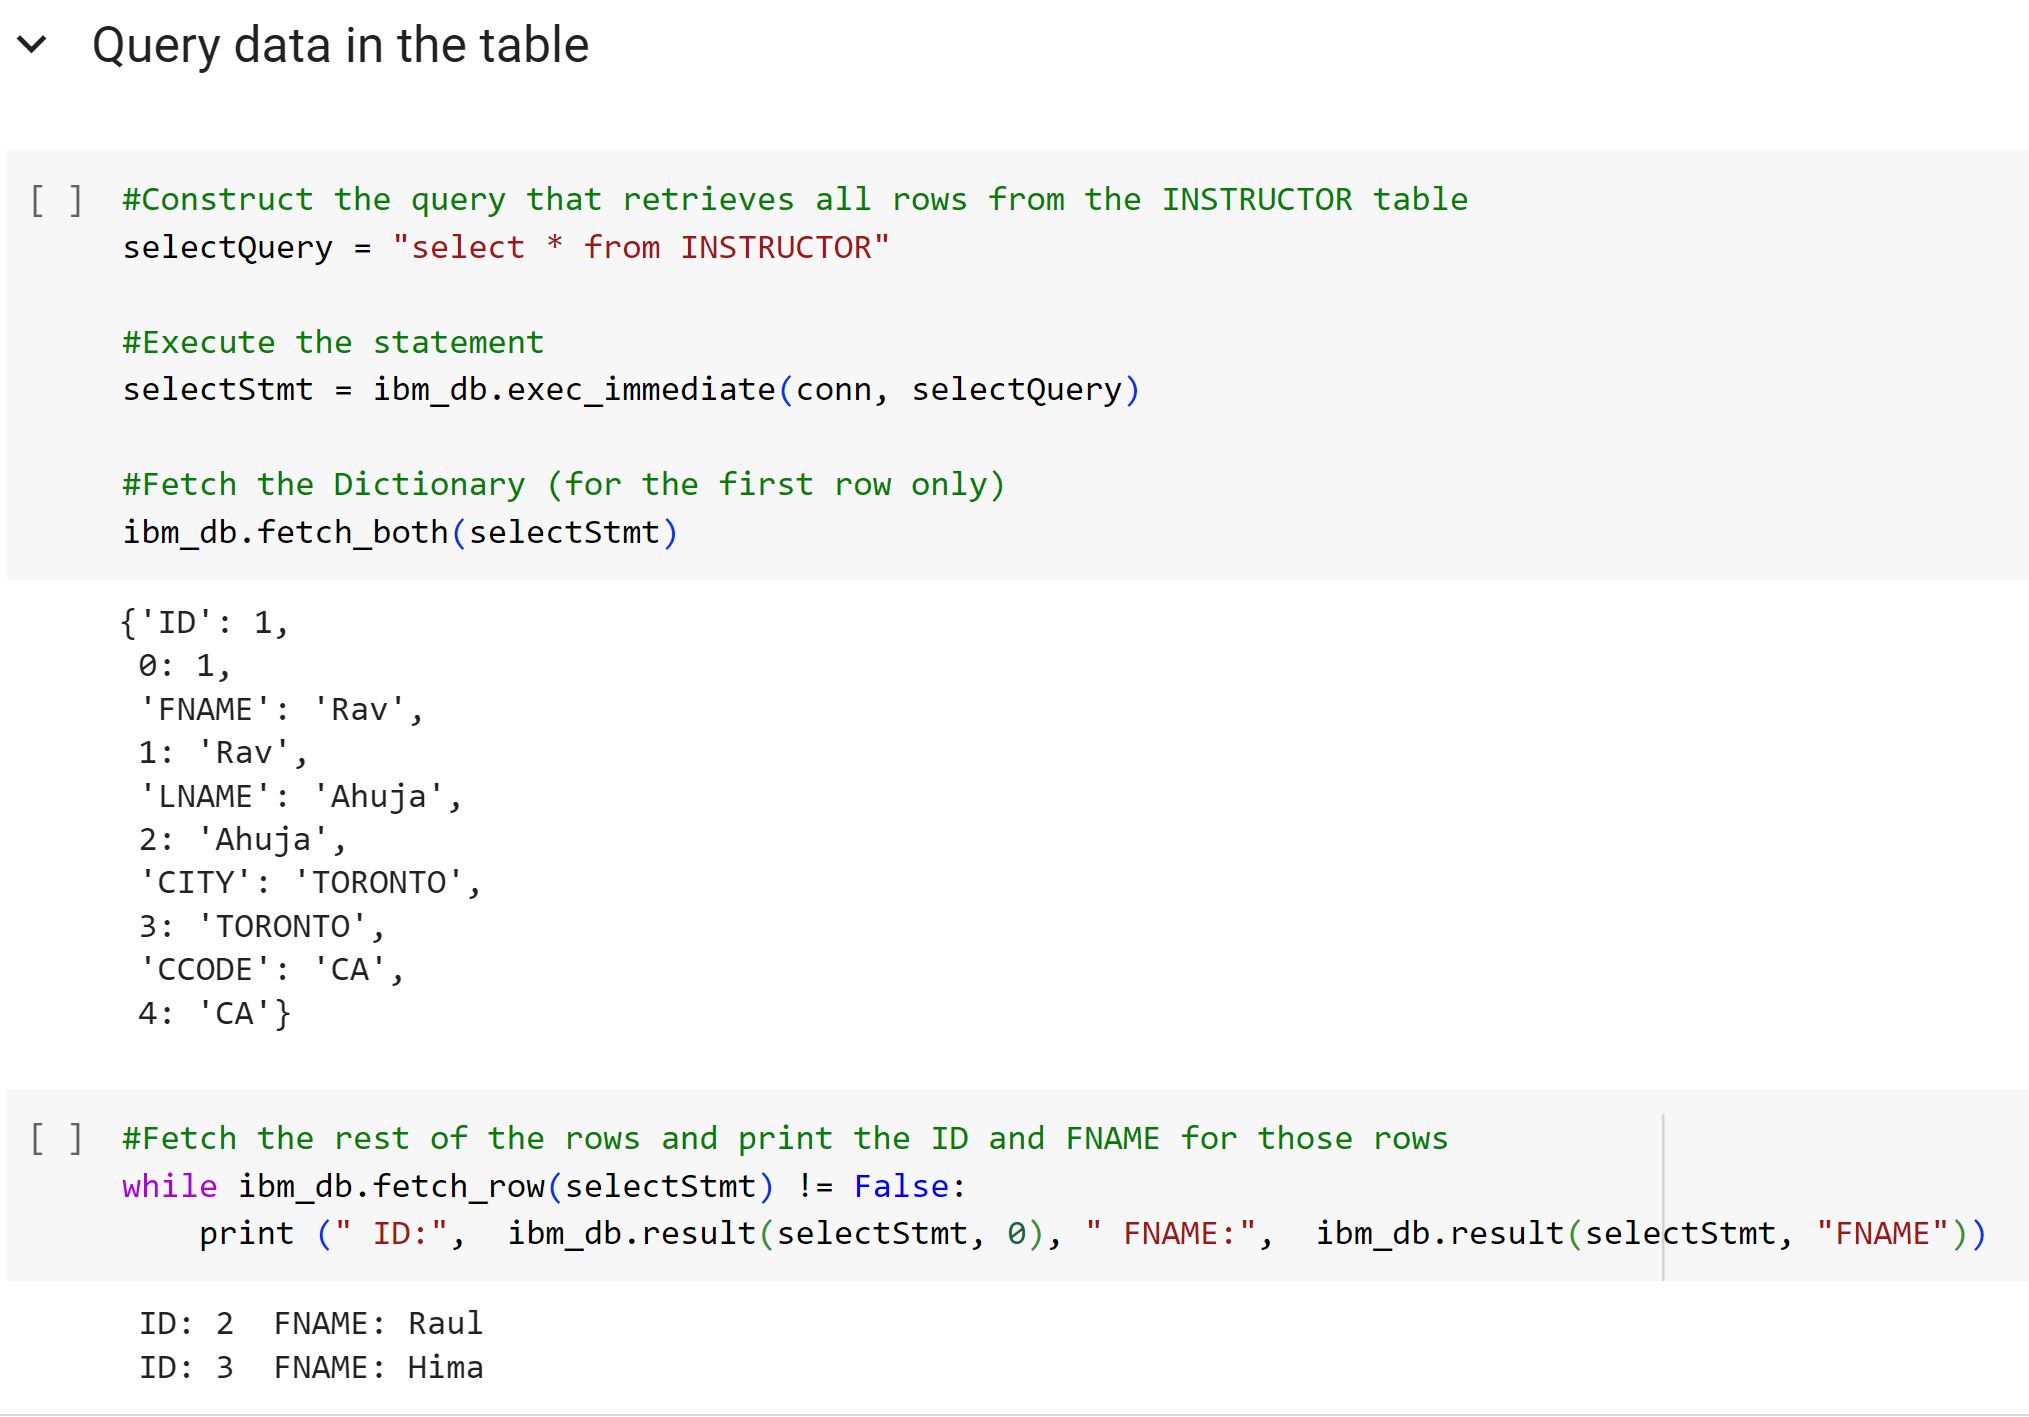 Query data in the table
[ ] #Construct the query that retrieves all rows from the INSTRUCTOR table
selectQuery = "select * from INSTRUCTOR"
#Execute the statement
selectStmt = ibm_db.exec_immediate(conn, selectQuery)
#Fetch the Dictionary (for the first row only)
ibm_db.fetch_both(selectStmt)
{'ID': 1,
 0: 1,
 'FNAME': 'Rav',
 1: 'Rav',
 'LNAME': 'Ahuja',
 2: 'Ahuja',
 'CITY': 'TORONTO',
 3: 'TORONTO',
 'CCODE': 'CA',
 4: 'CA'}
[ ] #Fetch the rest of the rows and print the ID and FNAME for those rows
while ibm_db.fetch_row(selectStmt) != False:
    print (" ID:",  ibm_db.result(selectStmt, 0), " FNAME:",  ibm_db.result(selectStmt, "FNAME"))
 ID: 2  FNAME: Raul
 ID: 3  FNAME: Hima